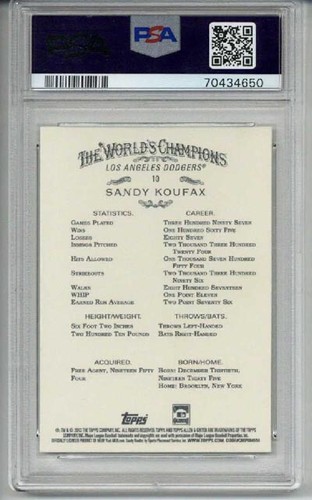 PSA
PSA
70434650
THE WORLD'S CHAMPIONS
LOS ANGELES DODGERS®
10
SANDY KOUFAX
STATISTICS. CAREER.
GAMES PLAYED THREE HUNDRED NINETY SEVEN
WINS ONE HUNDRED SIXTY FIVE
LOSSES EIGHTY SEVEN
INNINGS PITCHED TWO THOUSAND THREE HUNDRED
TWENTY FOUR
HITS ALLOWED ONE THOUSAND SEVEN HUNDRED
FIFTY FOUR
STRIKEOUTS TWO THOUSAND THREE HUNDRED
NINETY SIX
WALKS EIGHT HUNDRED SEVENTEEN
WHIP ONE POINT ELEVEN
EARNED RUN AVERAGE TWO POINT SEVENTY SIX
HEIGHT/WEIGHT. THROWS/BATS.
SIX FOOT TWO INCHES THROWS LEFT-HANDED
TWO HUNDRED TEN POUNDS BATS RIGHT-HANDED
ACQUIRED. BORN/HOME.
FREE AGENT, NINETEEN FIFTY BORN: DECEMBER THIRTIETH,
FOUR NINETEEN THIRTY FIVE
HOME: BROOKLYN, NEW YORK
TOPPS